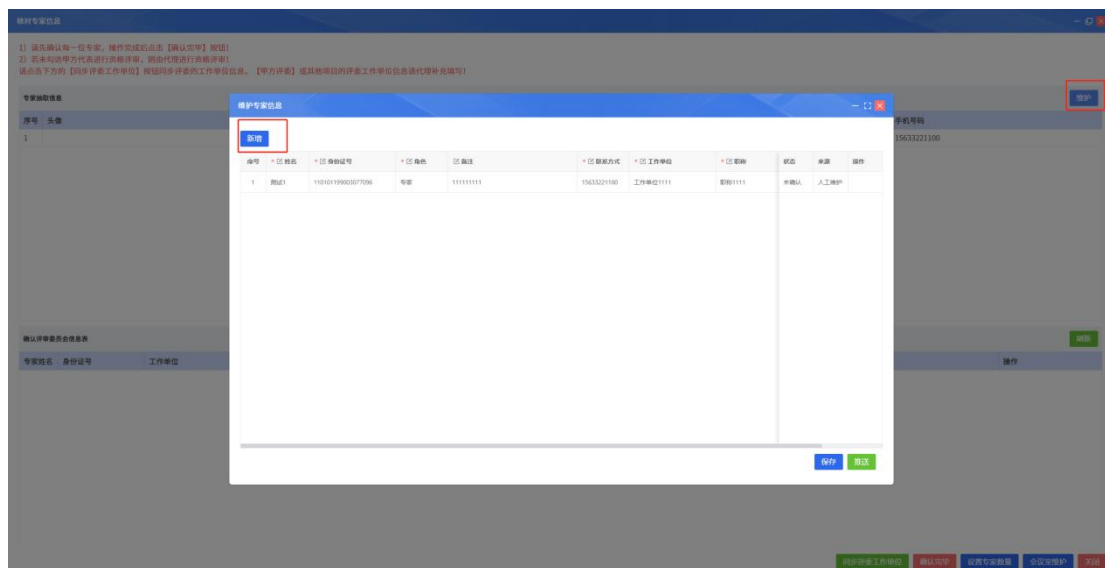 核对专家信息
1) 请先确认每一位专家，操作完成后点击【确认完毕】按钮!
2) 若未勾选甲方代表进行资格评审，则由代理进行资格评审!
请点击下方的【同步评委工作单位】按钮同步评委的工作单位信息。【甲方评委】或其他项目的评委工作单位信息请代理补充填写!
专家抽取信息 维护
序号 头像 手机号码
1 15633221100
维护专家信息
新增
序号 * 姓名 * 身份证号 * 角色 备注 * 联系方式 * 工作单位 * 职称 状态 来源 操作
1 测试1 110101199003077096 专家 111111111 15633221100 工作单位1111 职称1111 未确认 人工维护
保存 推送
确认评审委员会信息表 刷新
专家姓名 身份证号 工作单位 操作
同步评委工作单位 确认完毕 设置专家数量 会议室维护 关闭